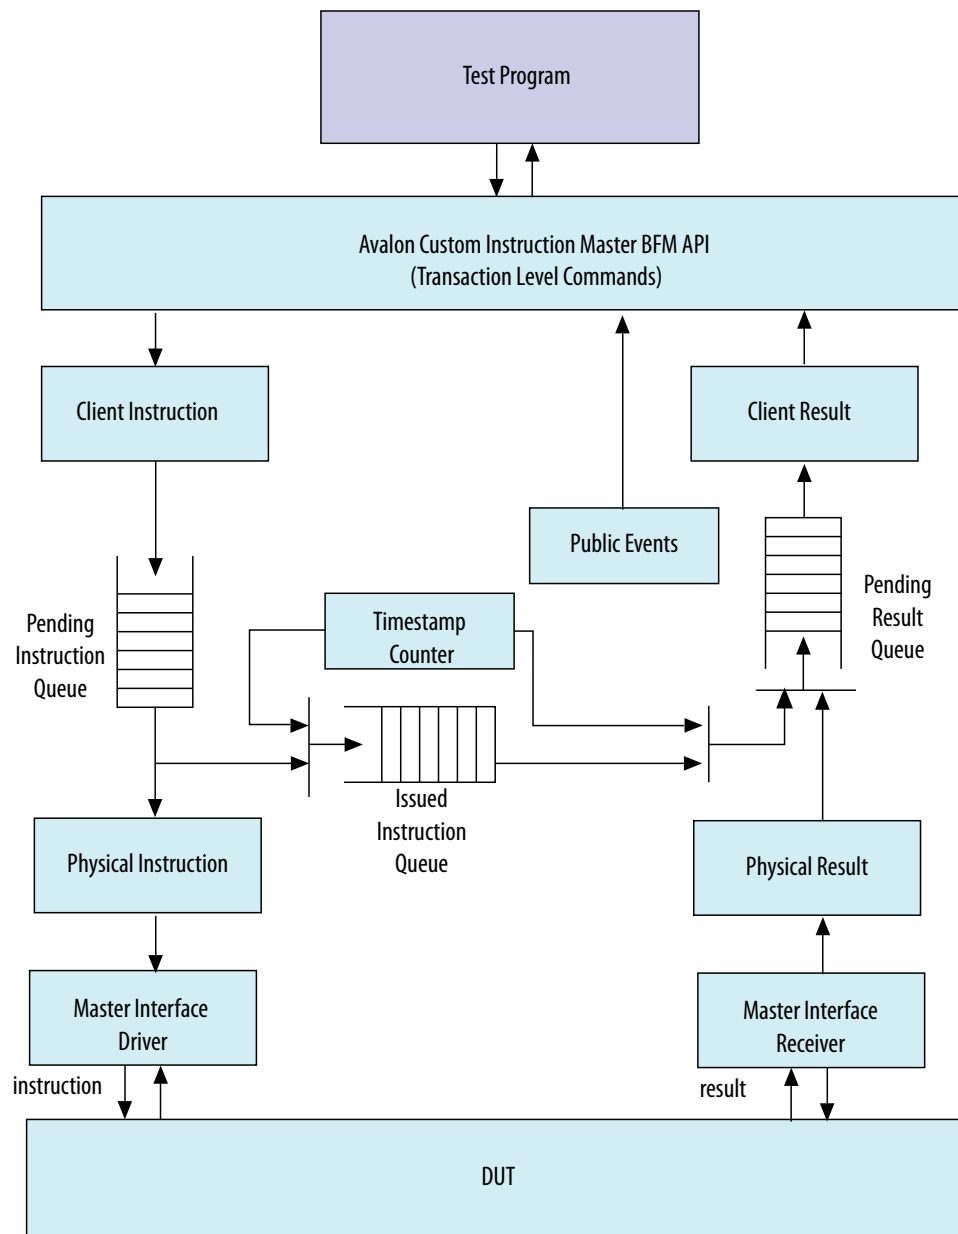 Test Program
Avalon Custom Instruction Master BFM API
(Transaction Level Commands)
Client Instruction
Client Result
Public Events
Pending
Instruction
Queue
Timestamp
Counter
Pending
Result
Queue
Issued
Instruction
Queue
Physical Instruction
Physical Result
Master Interface
Driver
Master Interface
Receiver
instruction
result
DUT